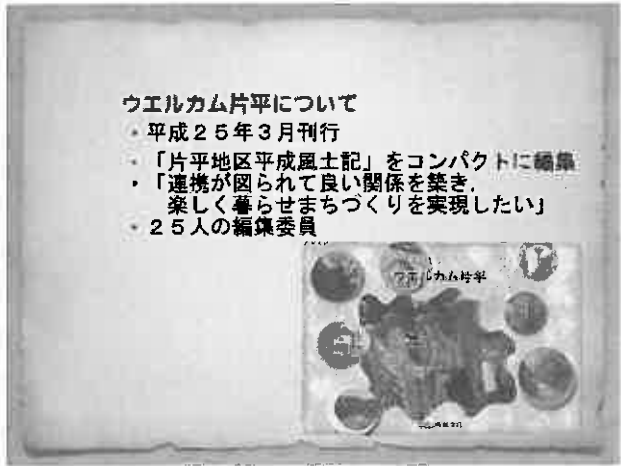 ウエルカム片平について
・平成25年3月刊行
・「片平地区平成風土記」をコンパクトに編集
・「連携が図られて良い関係を築き,
楽しく暮らせまちづくりを実現したい」
・25人の編集委員
ウエルカム片平